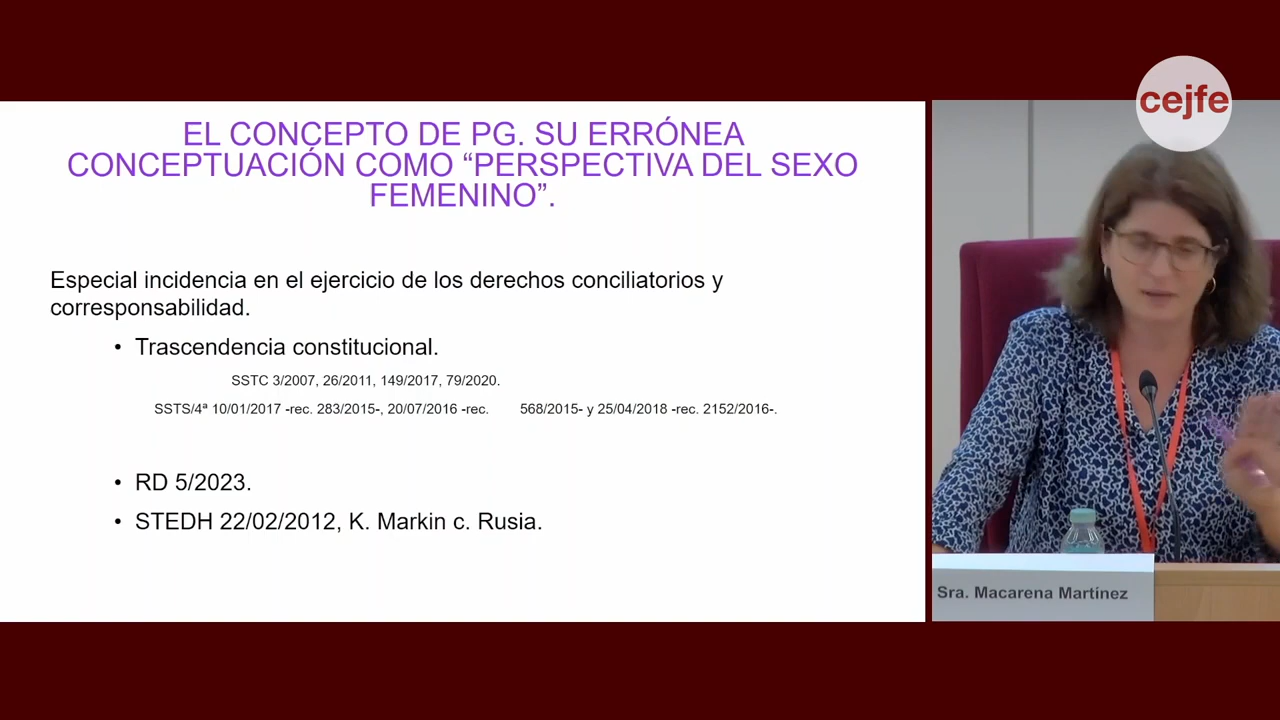 cejfe
EL CONCEPTO DE PG. SU ERRÓNEA
CONCEPTUACIÓN COMO “PERSPECTIVA DEL SEXO
FEMENINO”.
Especial incidencia en el ejercicio de los derechos conciliatorios y
corresponsabilidad.
• Trascendencia constitucional.
SSTC 3/2007, 26/2011, 149/2017, 79/2020.
SSTS/4ª 10/01/2017 -rec. 283/2015-, 20/07/2016 -rec. 568/2015- y 25/04/2018 -rec. 2152/2016-.
• RD 5/2023.
• STEDH 22/02/2012, K. Markin c. Rusia.
Sra. Macarena Martínez